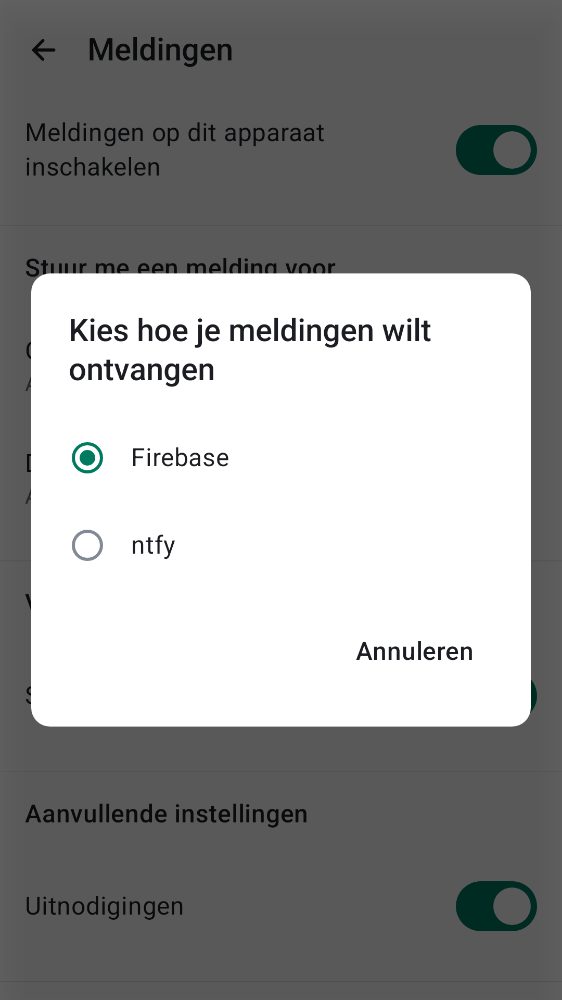 Meldingen
Meldingen op dit apparaat
inschakelen
Stuur me een melding voor
Kies hoe je meldingen wilt
ontvangen
Firebase
ntfy
Annuleren
Aanvullende instellingen
Uitnodigingen